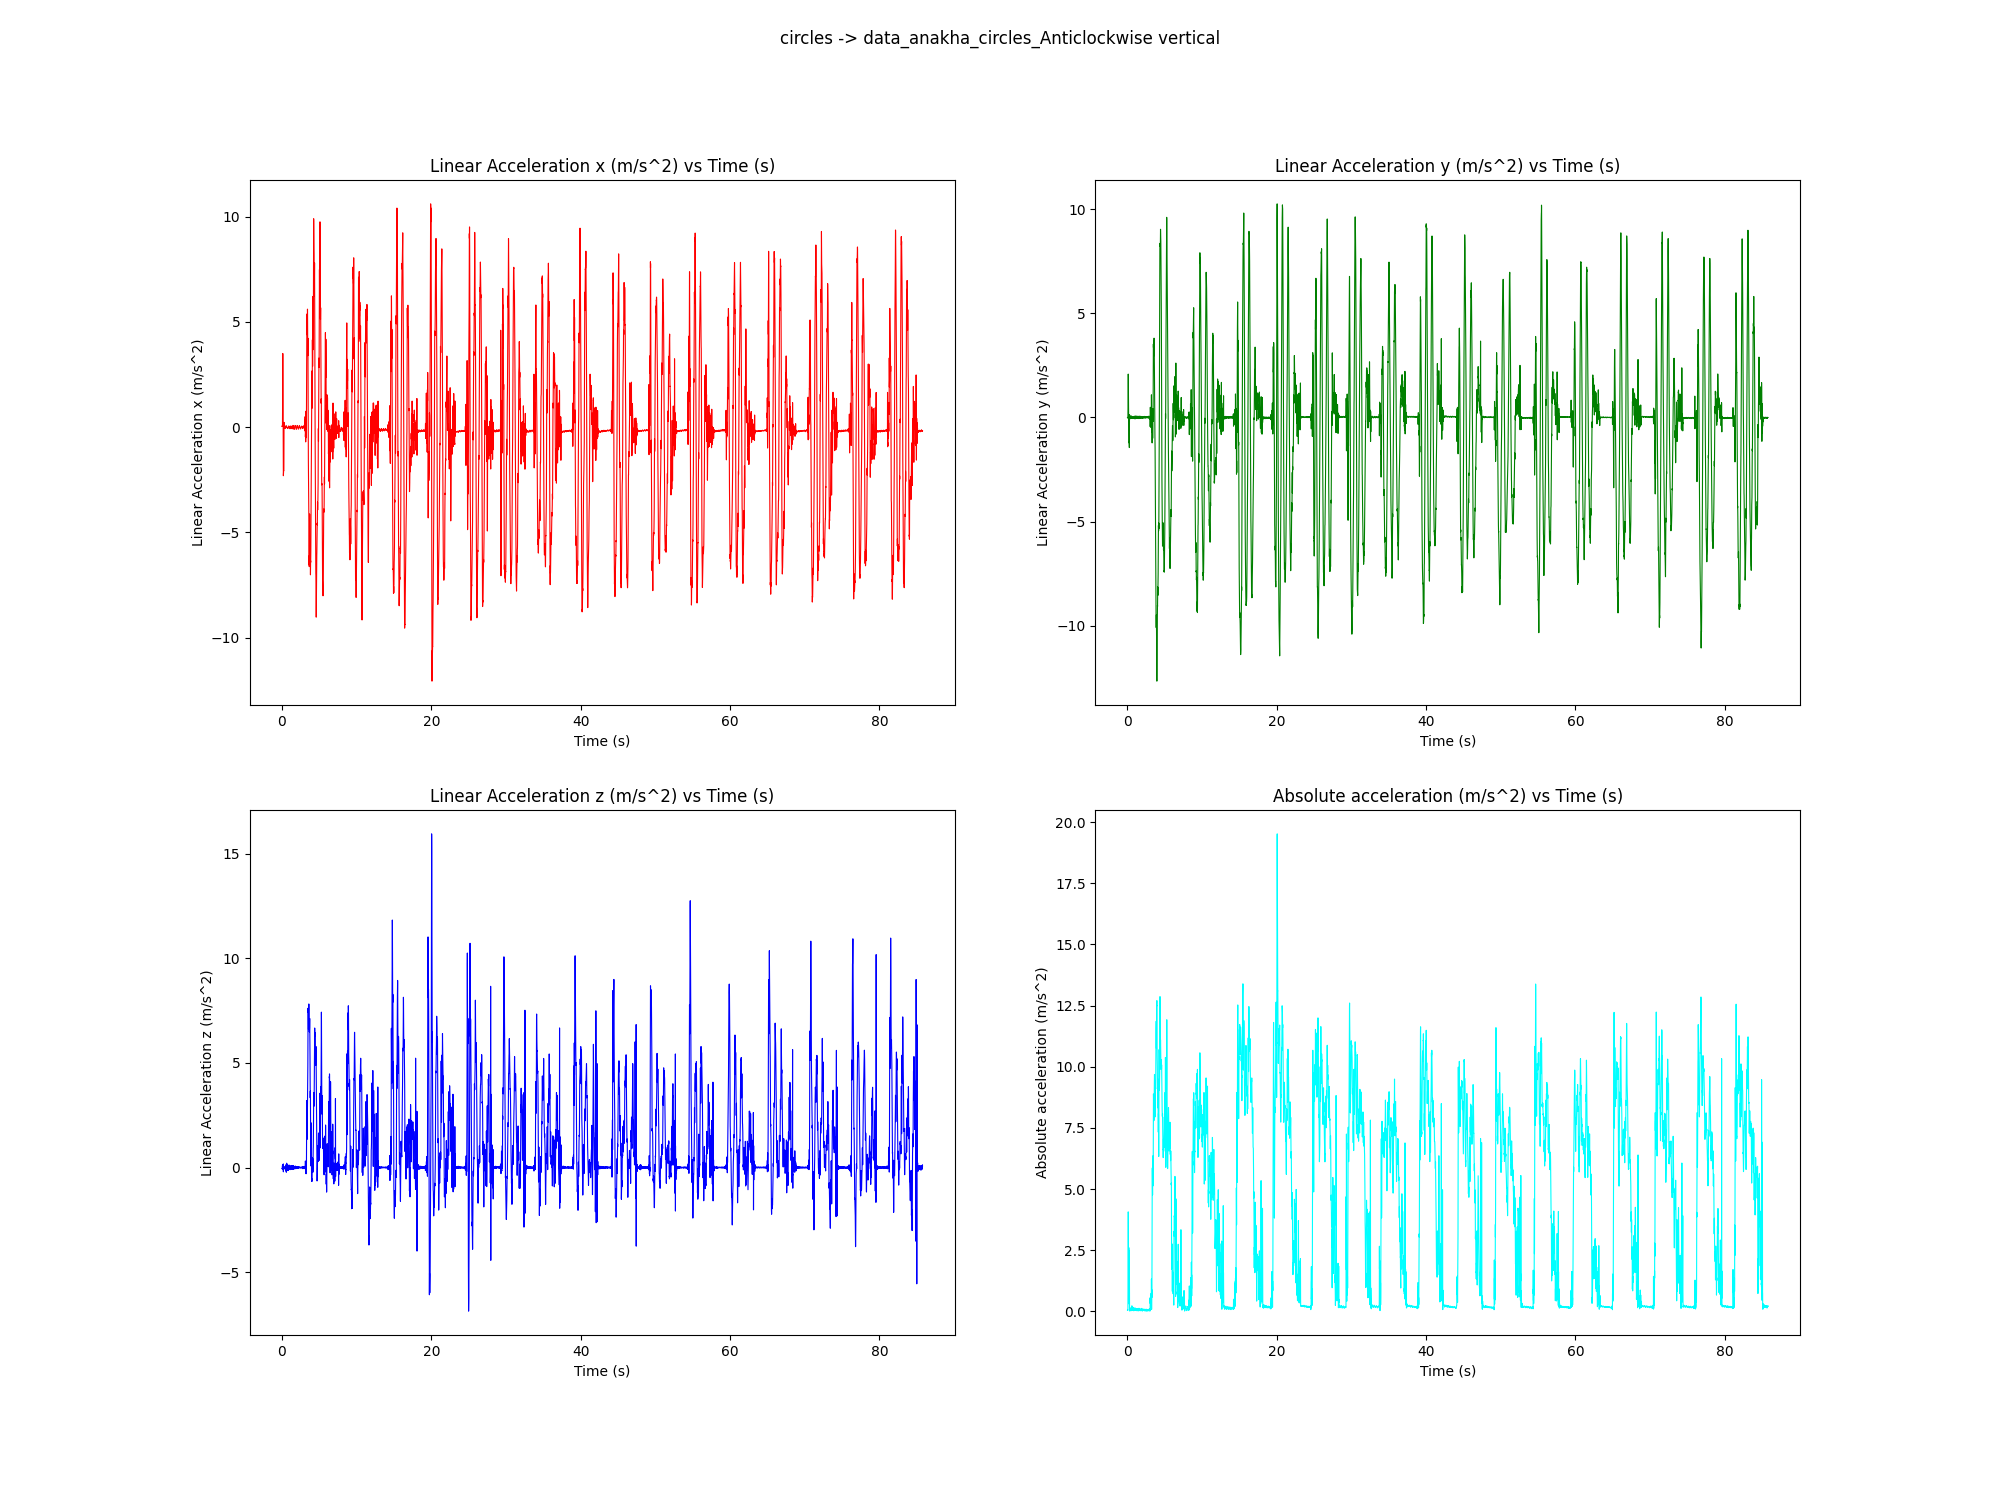 circles -> data_anakha_circles_Anticlockwise vertical
Linear Acceleration x (m/s^2) vs Time (s)
Linear Acceleration x (m/s^2)
10
5
0
−5
−10
0 20 40 60 80
Time (s)
Linear Acceleration y (m/s^2) vs Time (s)
Linear Acceleration y (m/s^2)
10
5
0
−5
−10
0 20 40 60 80
Time (s)
Linear Acceleration z (m/s^2) vs Time (s)
Linear Acceleration z (m/s^2)
15
10
5
0
−5
0 20 40 60 80
Time (s)
Absolute acceleration (m/s^2) vs Time (s)
Absolute acceleration (m/s^2)
20.0
17.5
15.0
12.5
10.0
7.5
5.0
2.5
0.0
0 20 40 60 80
Time (s)